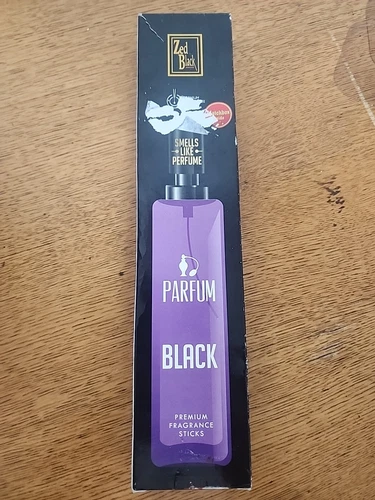 Zed
Black
SMELLS
LIKE
PERFUME
PARFUM
BLACK
PREMIUM
FRAGRANCE
STICKS